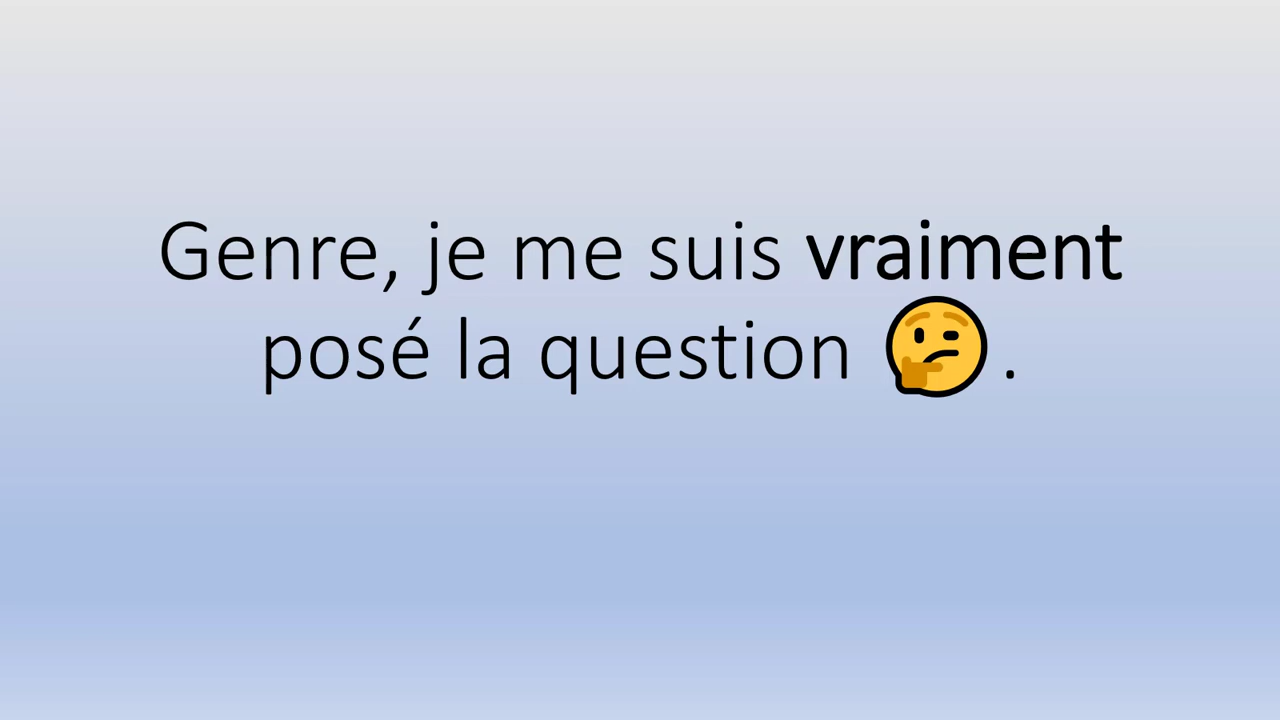 Genre, je me suis vraiment
posé la question 🤔.